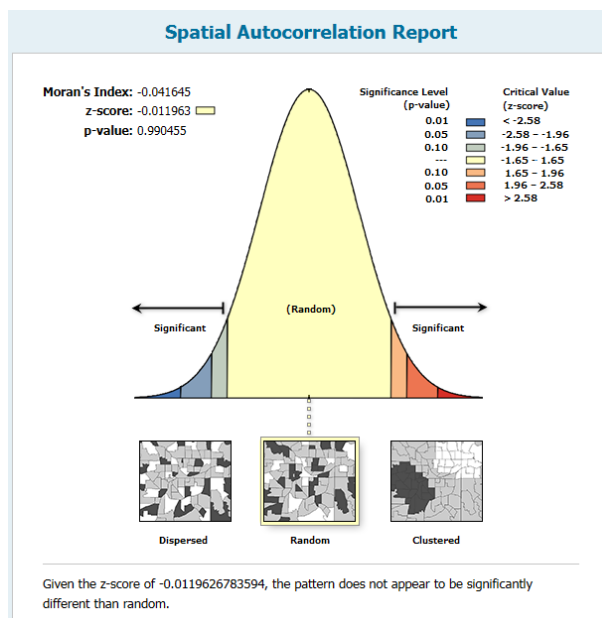 Spatial Autocorrelation Report
Moran's Index: -0.041645
z-score: -0.011963
p-value: 0.990455
Significance Level
(p-value)
Critical Value
(z-score)
0.01 < -2.58
0.05 -2.58 – -1.96
0.10 -1.96 – -1.65
--- -1.65 – 1.65
0.10 1.65 – 1.96
0.05 1.96 – 2.58
0.01 > 2.58
(Random)
Significant
Significant
Dispersed
Random
Clustered
Given the z-score of -0.0119626783594, the pattern does not appear to be significantly
different than random.